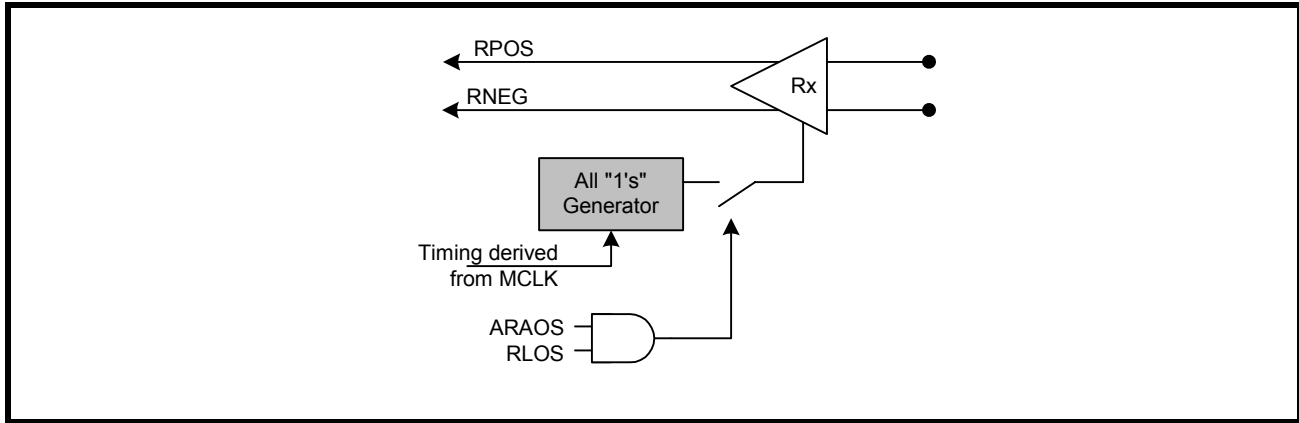 RPOS
RNEG
Rx
All "1's"
Generator
Timing derived
from MCLK
ARAOS
RLOS